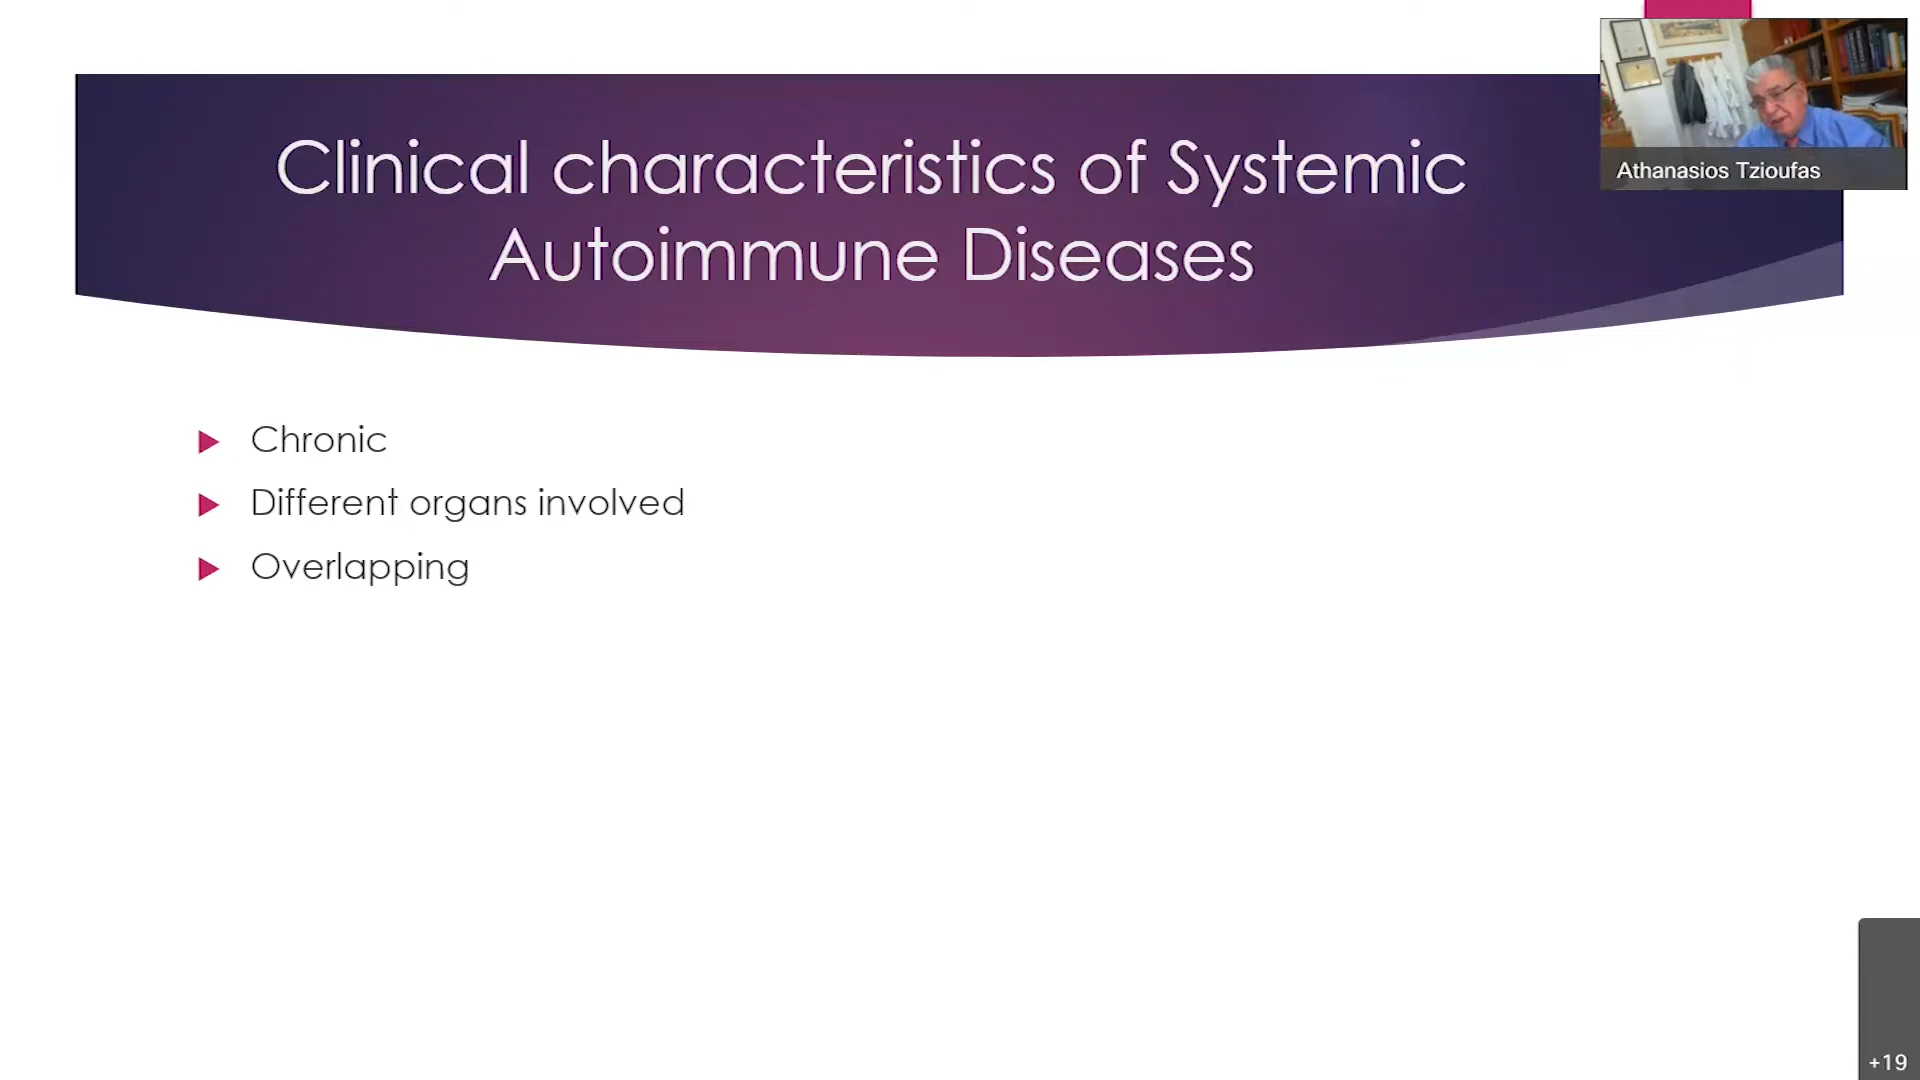 Clinical characteristics of Systemic
Autoimmune Diseases
Athanasios Tzioufas
Chronic
Different organs involved
Overlapping
+19